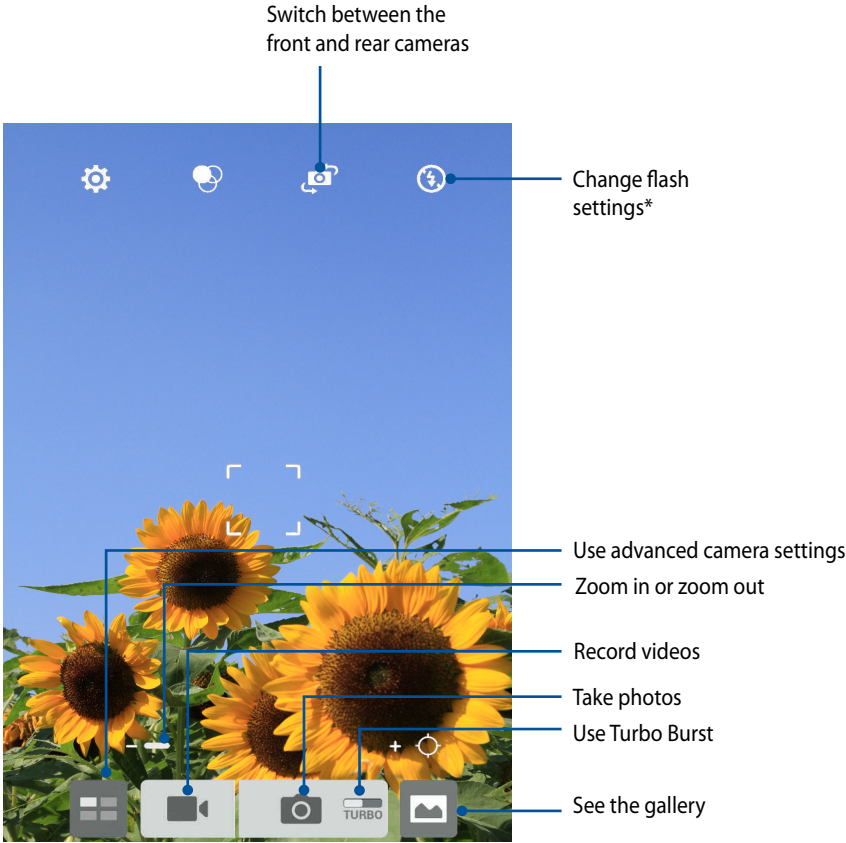 Switch between the
front and rear cameras
Change flash
settings*
Use advanced camera settings
Zoom in or zoom out
Record videos
Take photos
Use Turbo Burst
TURBO
See the gallery